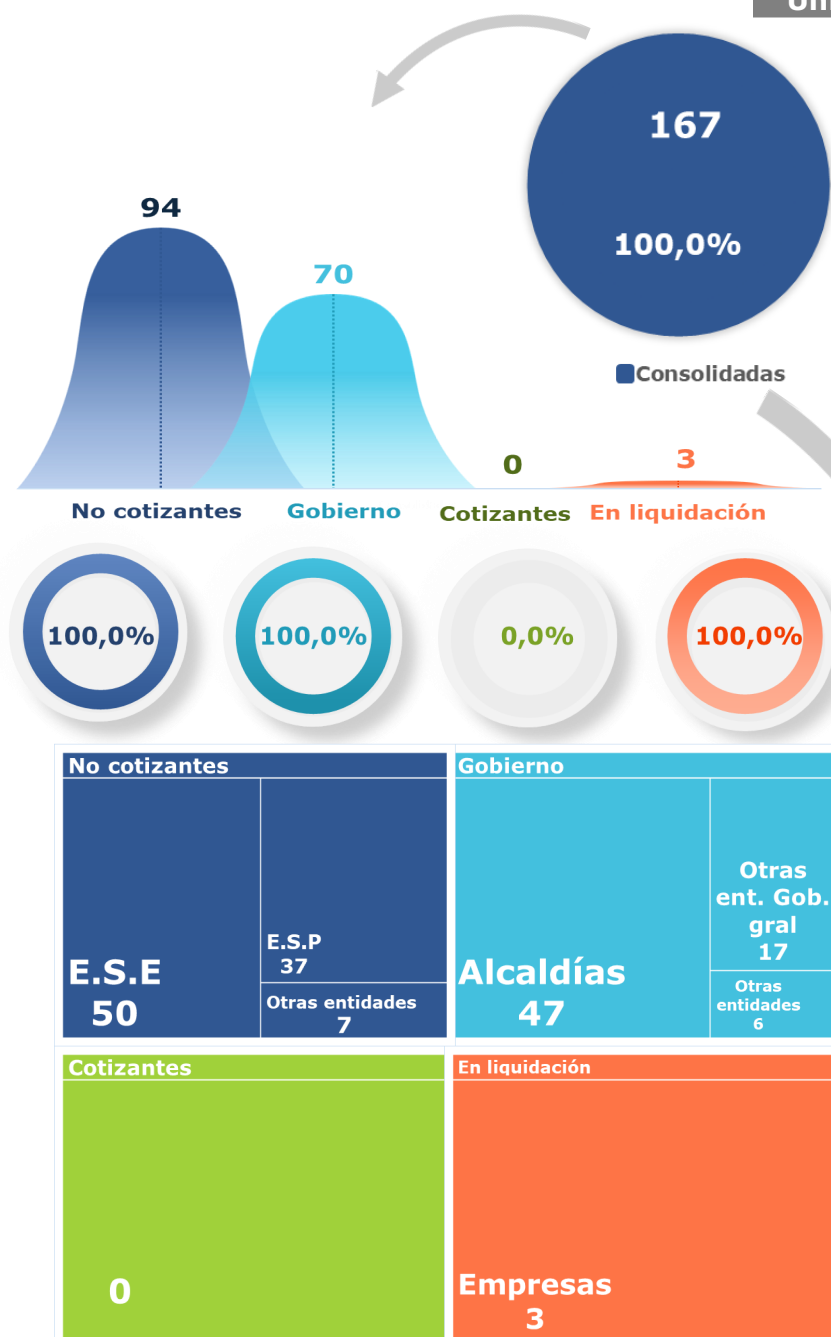 167
100,0%
Consolidadas
94
70
0
3
No cotizantes
Gobierno
Cotizantes
En liquidación
100,0%
100,0%
0,0%
100,0%
No cotizantes
E.S.E
50
E.S.P
37
Otras entidades
7
Gobierno
Alcaldías
47
Otras
ent. Gob.
gral
17
Otras
entidades
6
Cotizantes
0
En liquidación
Empresas
3